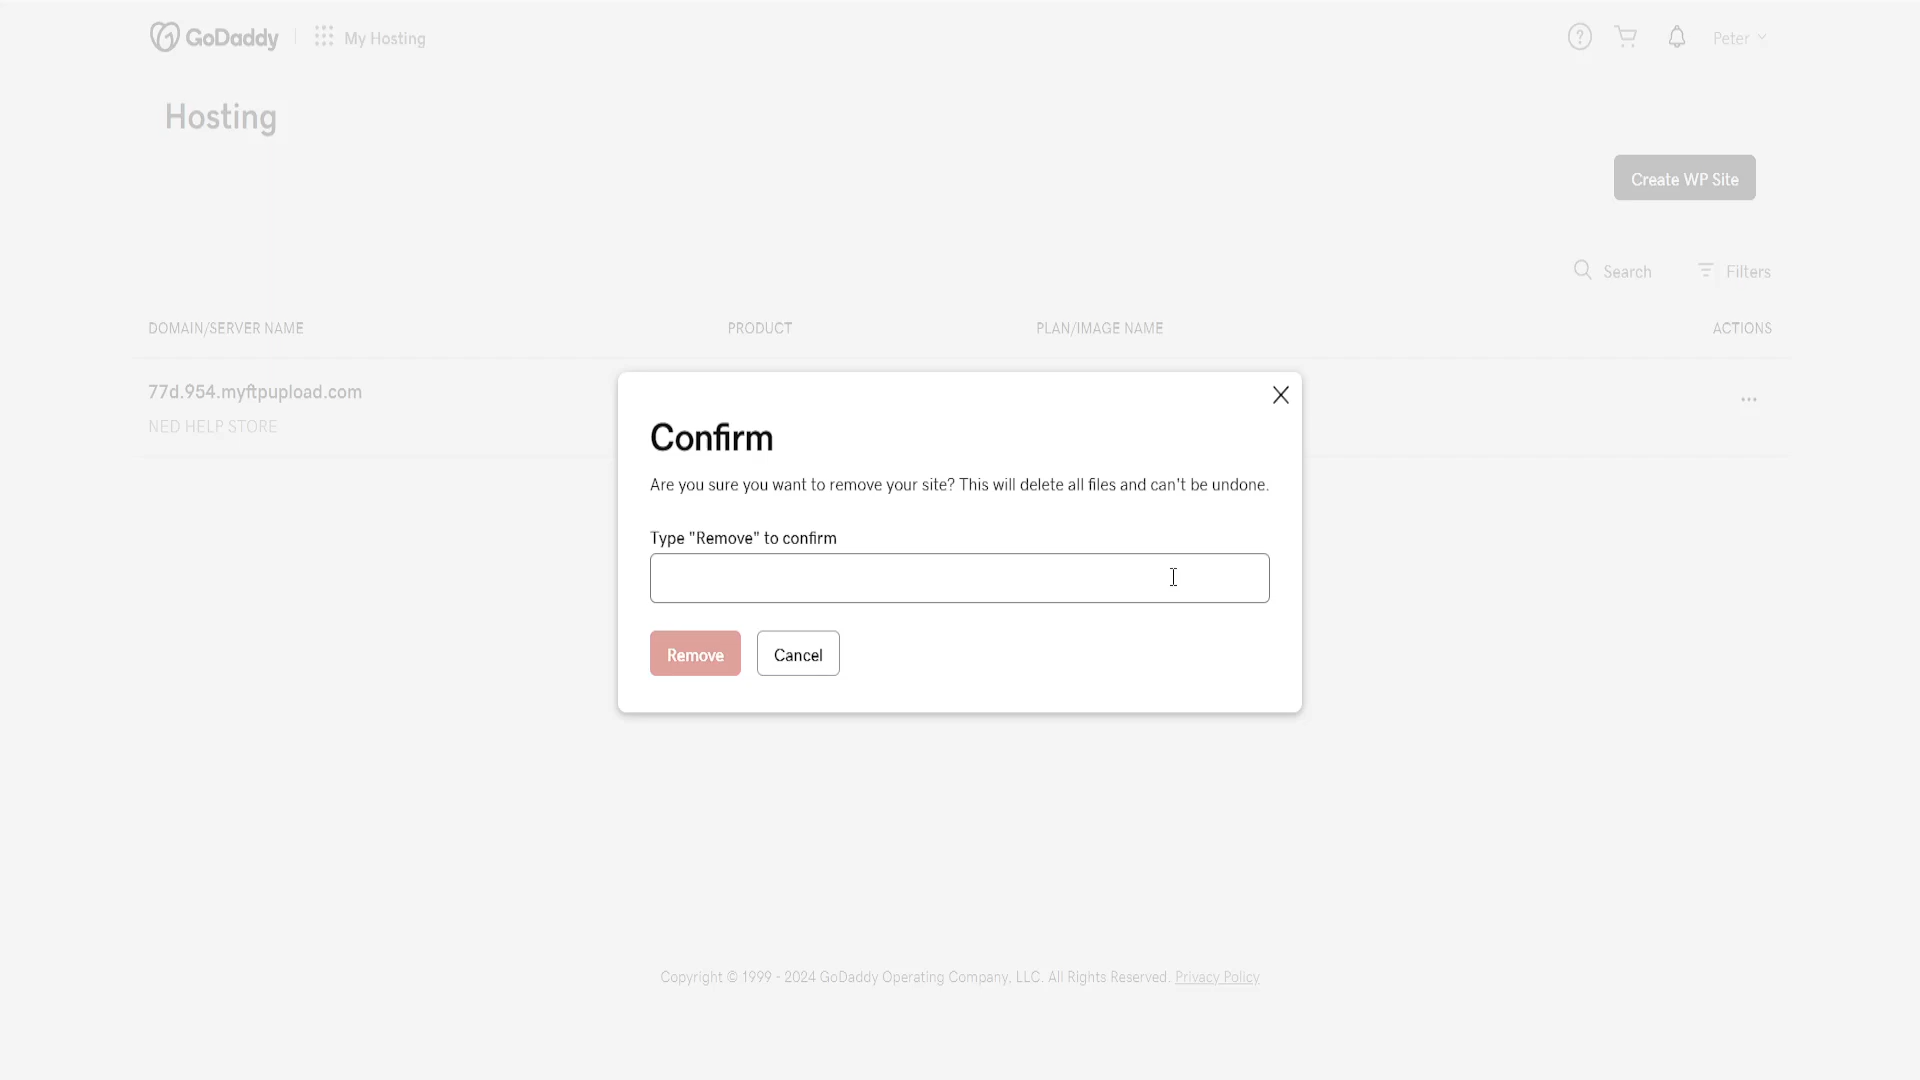 GoDaddy My Hosting Peter
Hosting
Create WP Site
Search Filters
DOMAIN/SERVER NAME PRODUCT PLAN/IMAGE NAME ACTIONS
77d.954.myftpupload.com
NED HELP STORE
Confirm
Are you sure you want to remove your site? This will delete all files and can't be undone.
Type "Remove" to confirm
Remove Cancel
Copyright © 1999 - 2024 GoDaddy Operating Company, LLC. All Rights Reserved. Privacy Policy